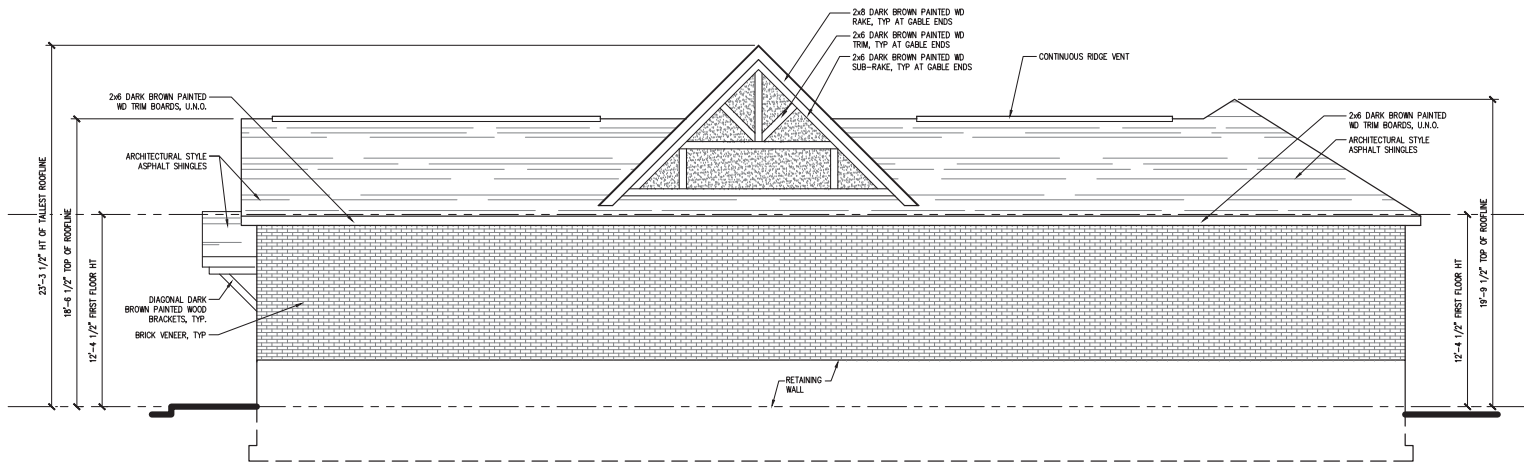 2x8 DARK BROWN PAINTED WD
RAKE, TYP AT GABLE ENDS
2x6 DARK BROWN PAINTED WD
TRIM, TYP AT GABLE ENDS
2x6 DARK BROWN PAINTED WD
SUB-RAKE, TYP AT GABLE ENDS
CONTINUOUS RIDGE VENT
2x6 DARK BROWN PAINTED
WD TRIM BOARDS, U.N.O.
2x6 DARK BROWN PAINTED
WD TRIM BOARDS, U.N.O.
ARCHITECTURAL STYLE
ASPHALT SHINGLES
ARCHITECTURAL STYLE
ASPHALT SHINGLES
23'-3 1/2" HT OF TALLEST ROOFLINE
18'-6 1/2" TOP OF ROOFLINE
12'-4 1/2" FIRST FLOOR HT
DIAGONAL DARK
BROWN PAINTED WOOD
BRACKETS, TYP.
BRICK VENEER, TYP
RETAINING
WALL
12'-4 1/2" FIRST FLOOR HT
19'-9 1/2" TOP OF ROOFLINE